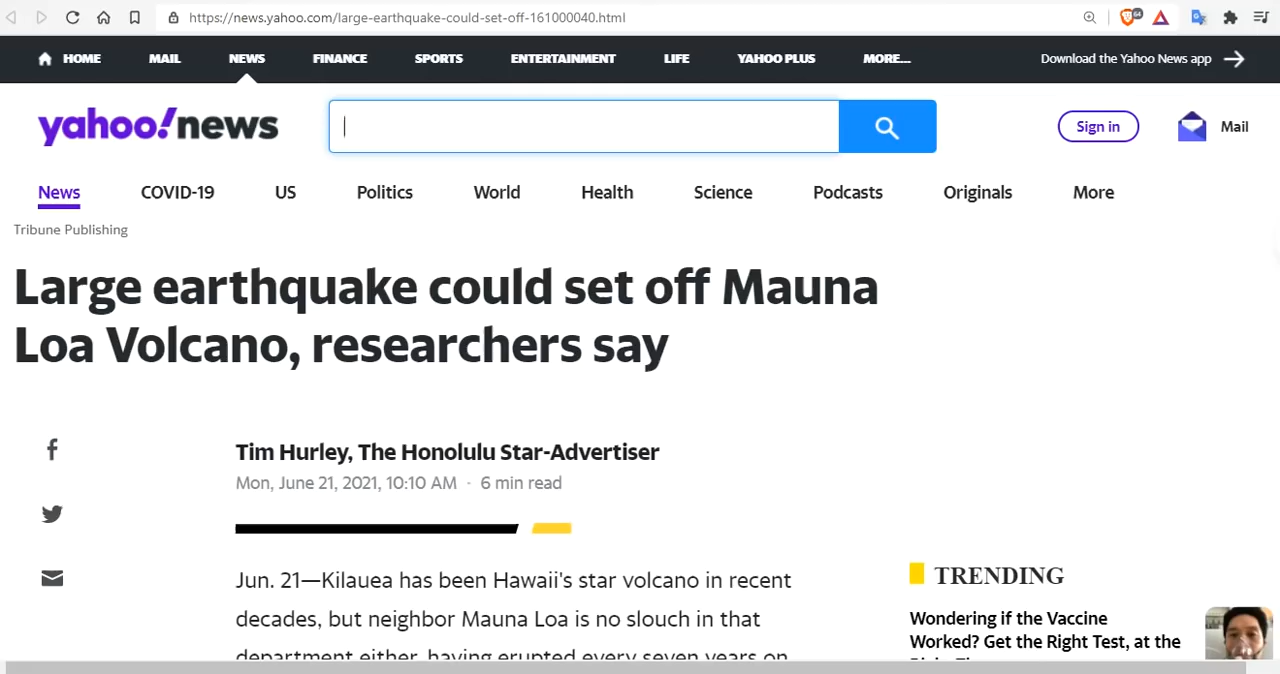 https://news.yahoo.com/large-earthquake-could-set-off-161000040.html
64
HOME MAIL NEWS FINANCE SPORTS ENTERTAINMENT LIFE YAHOO PLUS MORE... Download the Yahoo News app
yahoo!news Sign in Mail
News COVID-19 US Politics World Health Science Podcasts Originals More
Tribune Publishing
Large earthquake could set off Mauna
Loa Volcano, researchers say
Tim Hurley, The Honolulu Star-Advertiser
Mon, June 21, 2021, 10:10 AM · 6 min read
Jun. 21—Kilauea has been Hawaii's star volcano in recent
decades, but neighbor Mauna Loa is no slouch in that
department either, having erupted every seven years on
TRENDING
Wondering if the Vaccine
Worked? Get the Right Test, at the